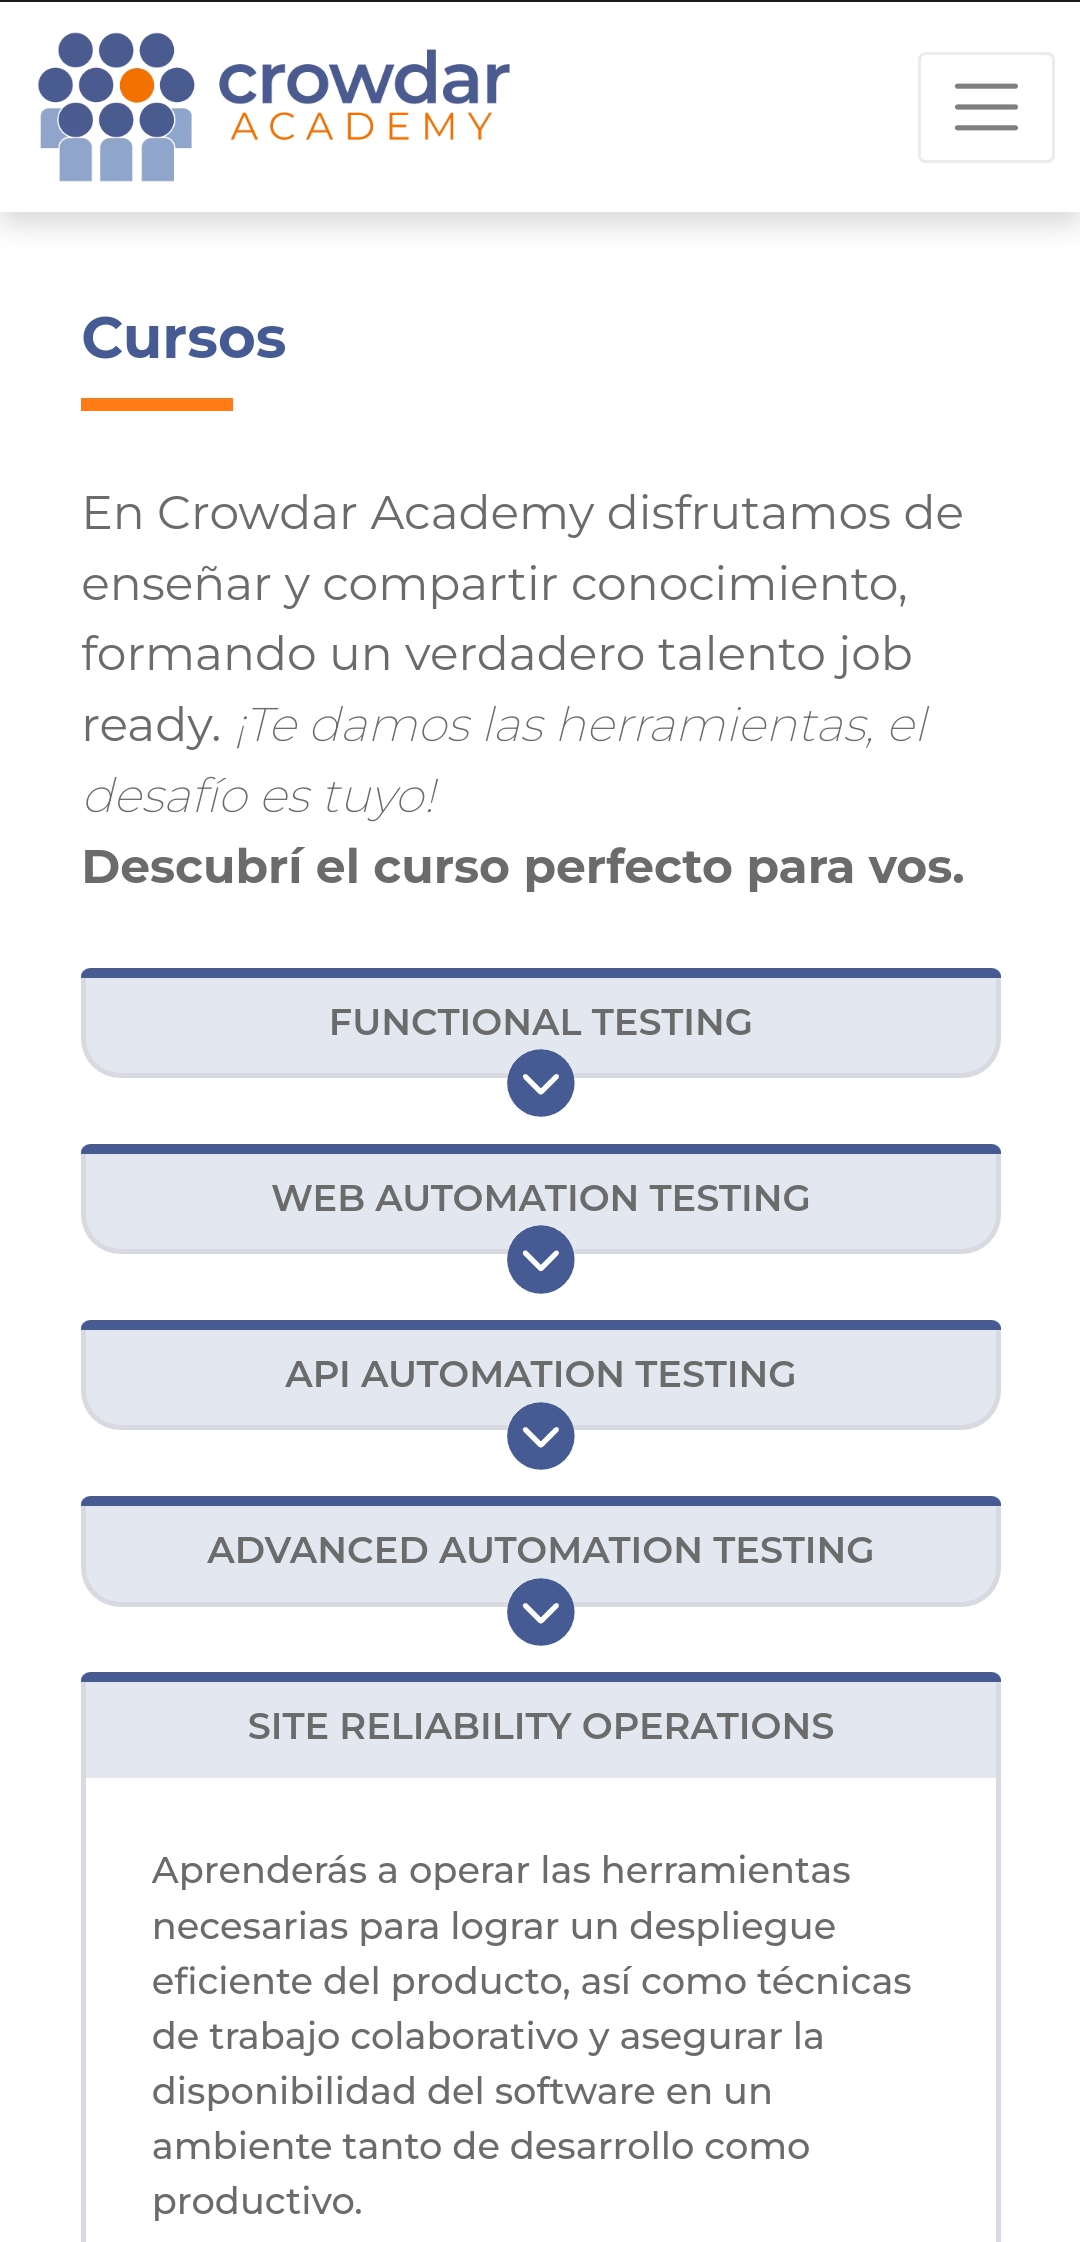 crowdar
ACADEMY
Cursos
En Crowdar Academy disfrutamos de
enseñar y compartir conocimiento,
formando un verdadero talento job
ready. ¡Te damos las herramientas, el
desafío es tuyo!
Descubrí el curso perfecto para vos.
FUNCTIONAL TESTING
WEB AUTOMATION TESTING
API AUTOMATION TESTING
ADVANCED AUTOMATION TESTING
SITE RELIABILITY OPERATIONS
Aprenderás a operar las herramientas
necesarias para lograr un despliegue
eficiente del producto, así como técnicas
de trabajo colaborativo y asegurar la
disponibilidad del software en un
ambiente tanto de desarrollo como
productivo.